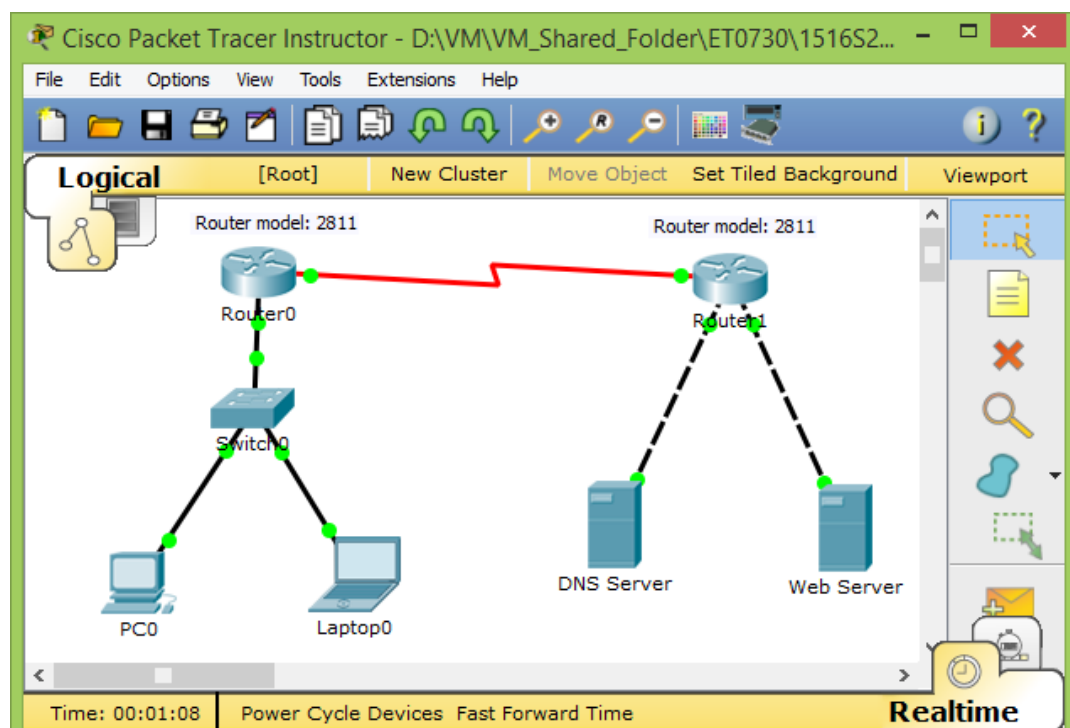 Cisco Packet Tracer Instructor - D:\VM\VM_Shared_Folder\ET0730\1516S2...
File Edit Options View Tools Extensions Help
Logical [Root] New Cluster Move Object Set Tiled Background Viewport
Router model: 2811
Router model: 2811
Router0
Router1
Switch0
DNS Server
Web Server
PC0
Laptop0
Time: 00:01:08 Power Cycle Devices Fast Forward Time Realtime